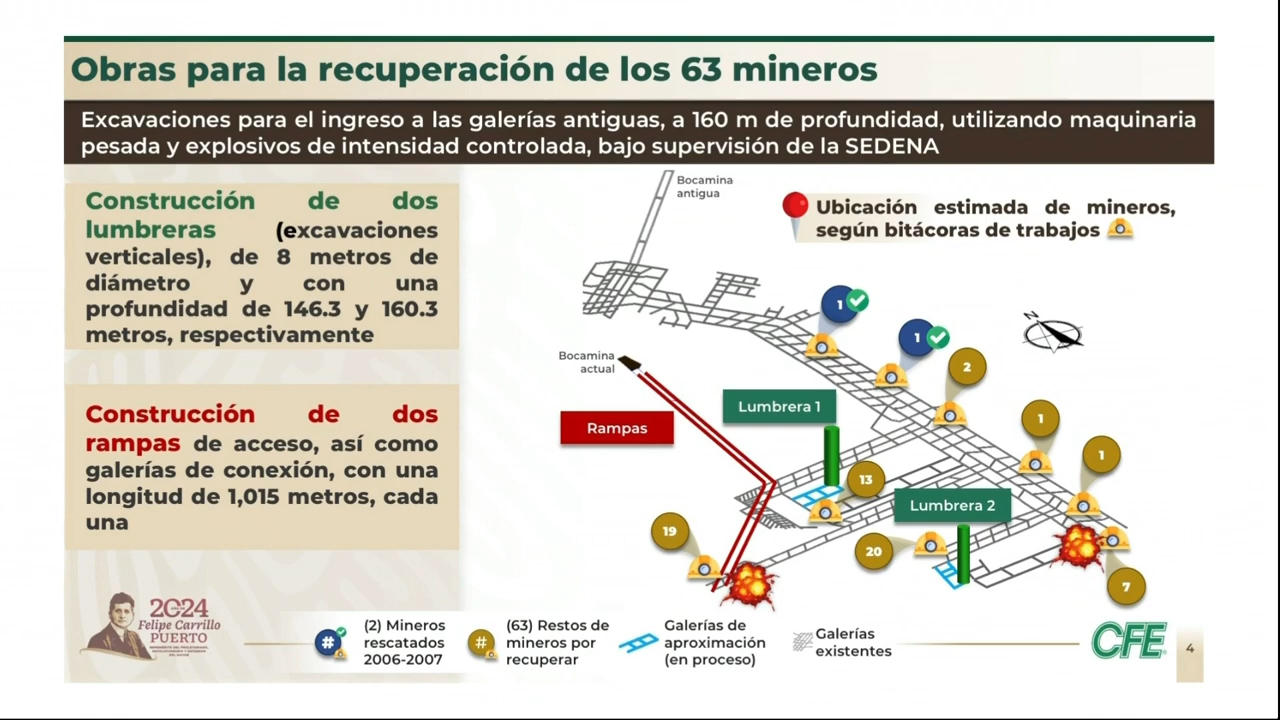 Obras para la recuperación de los 63 mineros
Excavaciones para el ingreso a las galerías antiguas, a 160 m de profundidad, utilizando maquinaria
pesada y explosivos de intensidad controlada, bajo supervisión de la SEDENA
Construcción de dos
lumbreras (excavaciones
verticales), de 8 metros de
diámetro y con una
profundidad de 146.3 y 160.3
metros, respectivamente
Construcción de dos
rampas de acceso, así como
galerías de conexión, con una
longitud de 1,015 metros, cada
una
Bocamina
antigua
Ubicación estimada de mineros,
según bitácoras de trabajos
1
1
Bocamina
actual
2
Lumbrera 1
Rampas
1
1
13
Lumbrera 2
19
20
7
2024
Felipe Carrillo
PUERTO
#
(2) Mineros
rescatados
2006-2007
#
(63) Restos de
mineros por
recuperar
Galerías de
aproximación
(en proceso)
Galerías
existentes
CFE
4